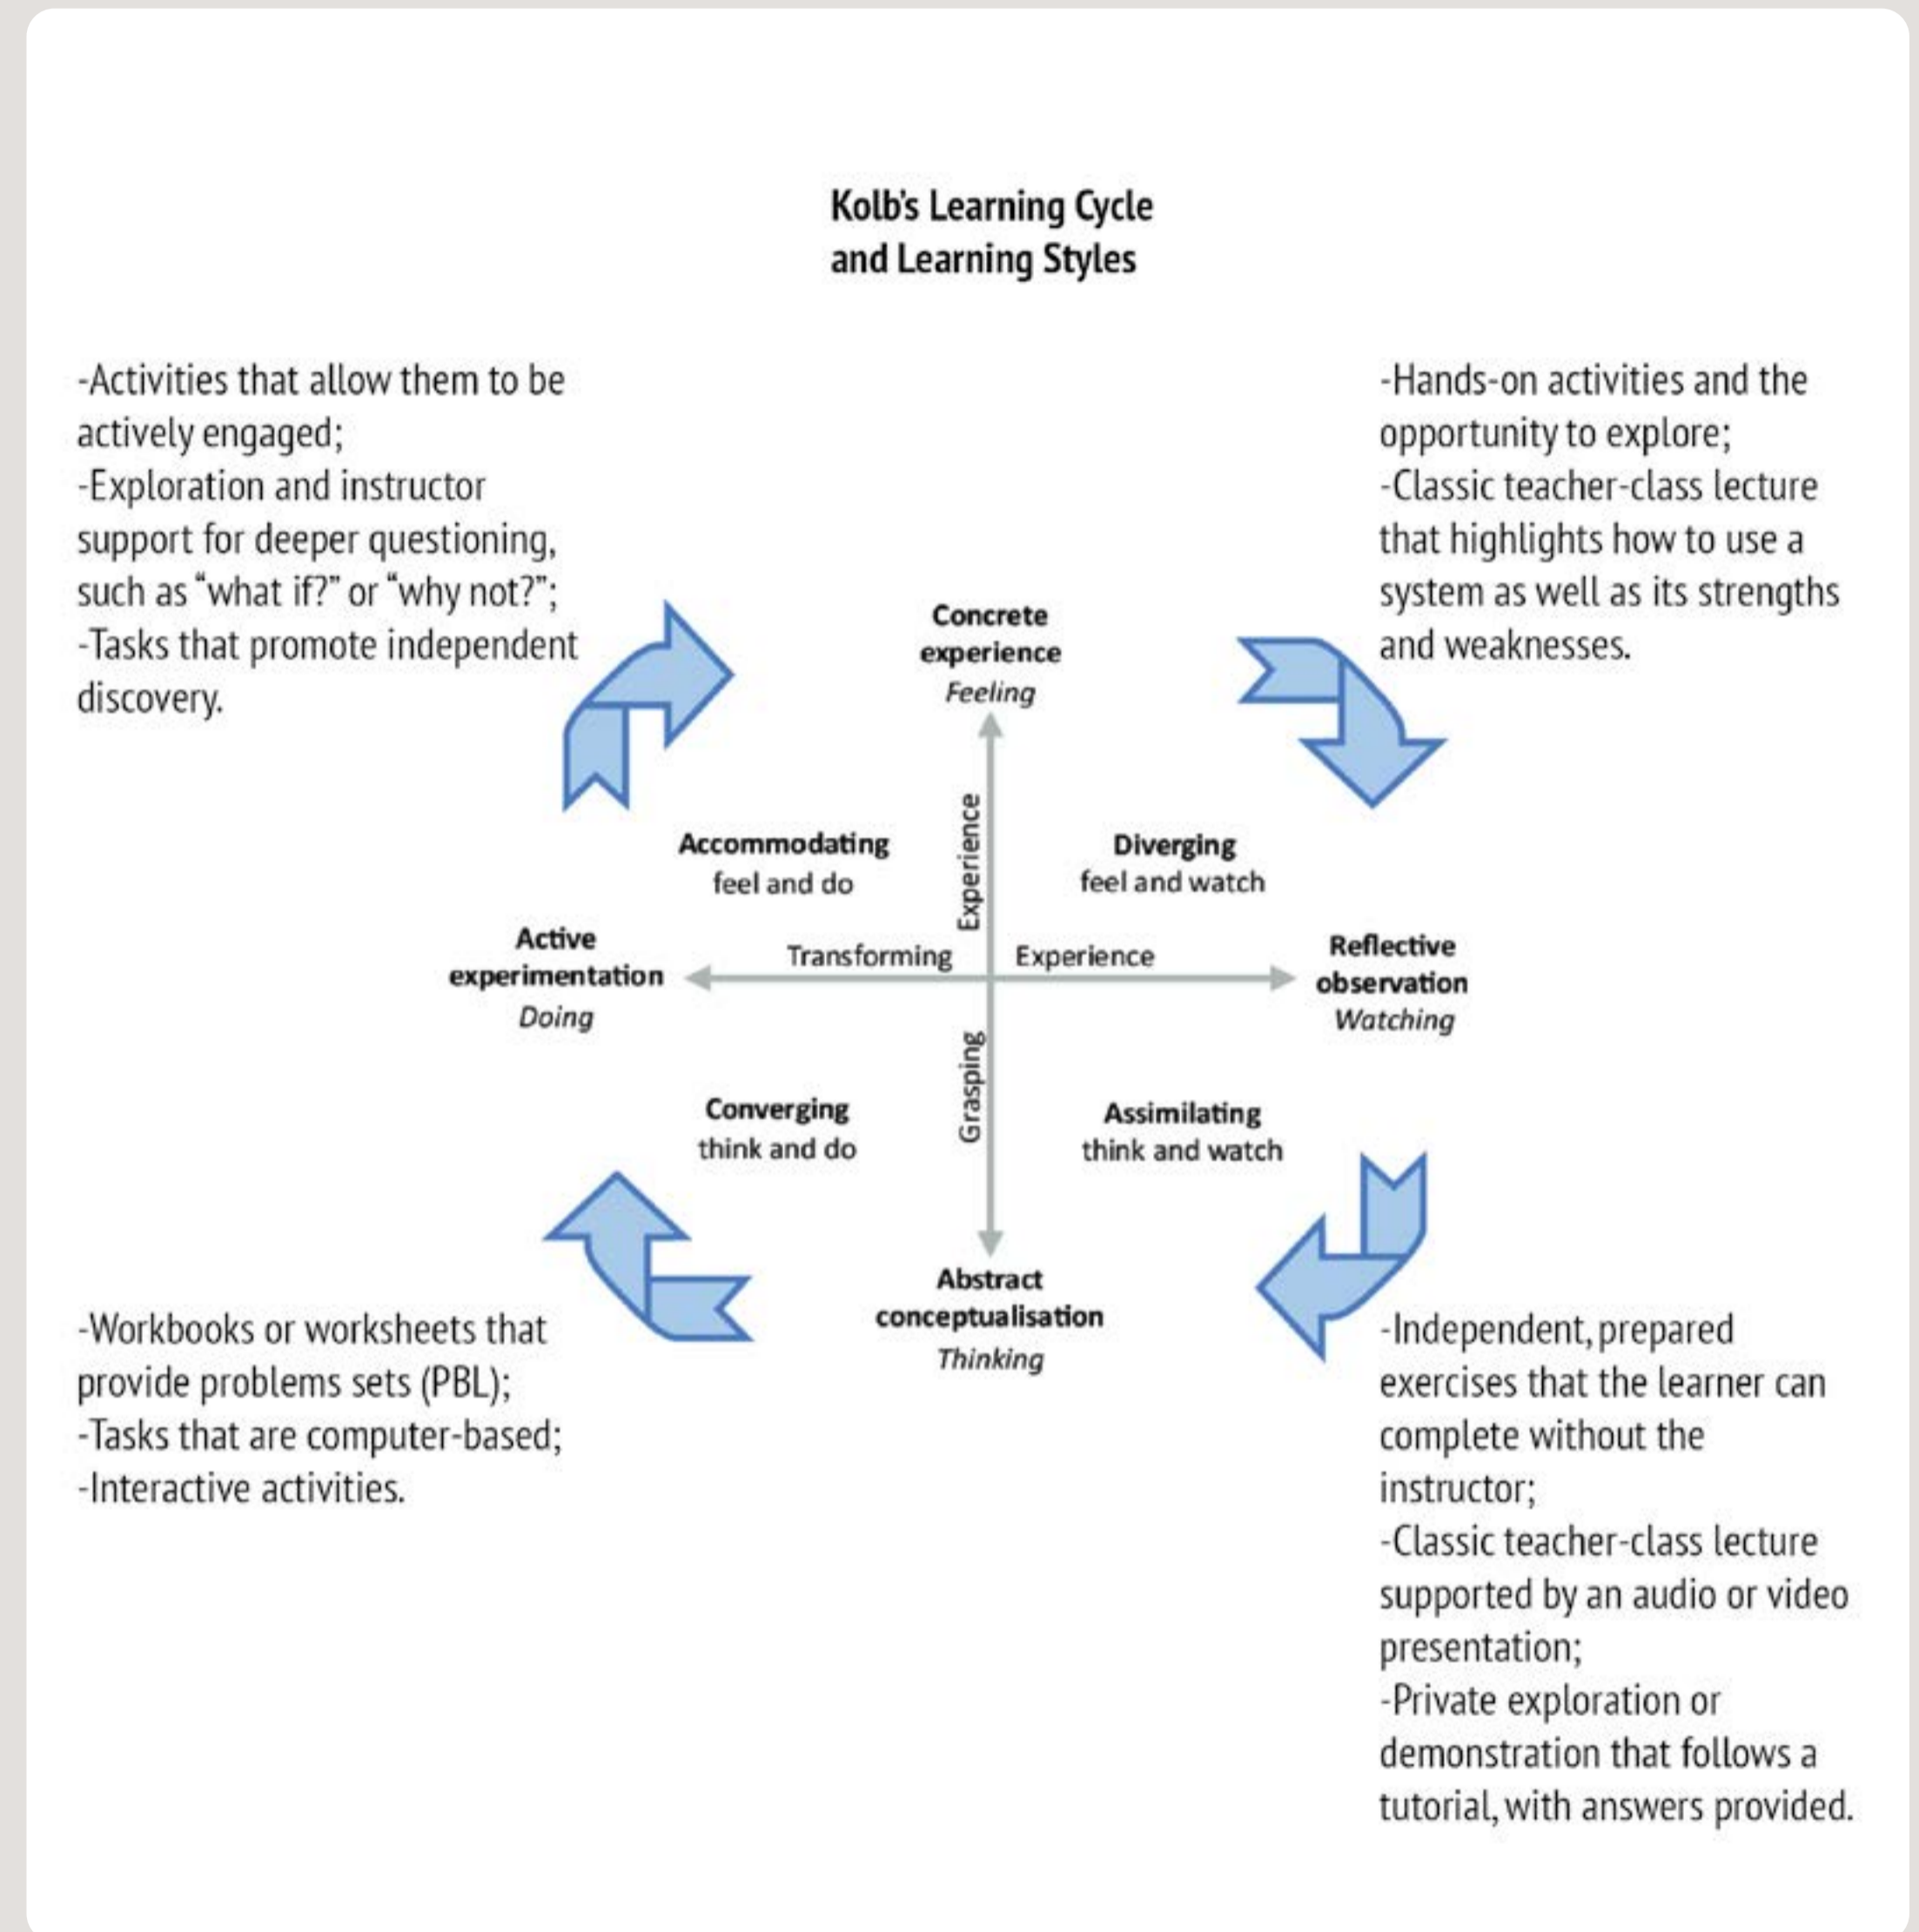 Kolb's Learning Cycle
and Learning Styles
-Activities that allow them to be
actively engaged;
-Exploration and instructor
support for deeper questioning,
such as “what if?” or “why not?”;
-Tasks that promote independent
discovery.
-Hands-on activities and the
opportunity to explore;
-Classic teacher-class lecture
that highlights how to use a
system as well as its strengths
and weaknesses.
Concrete
experience
Feeling
Accommodating
feel and do
Experience
Diverging
feel and watch
Active
experimentation
Doing
Transforming
Experience
Reflective
observation
Watching
Converging
think and do
Grasping
Assimilating
think and watch
Abstract
conceptualisation
Thinking
-Workbooks or worksheets that
provide problems sets (PBL);
-Tasks that are computer-based;
-Interactive activities.
-Independent, prepared
exercises that the learner can
complete without the
instructor;
-Classic teacher-class lecture
supported by an audio or video
presentation;
-Private exploration or
demonstration that follows a
tutorial, with answers provided.